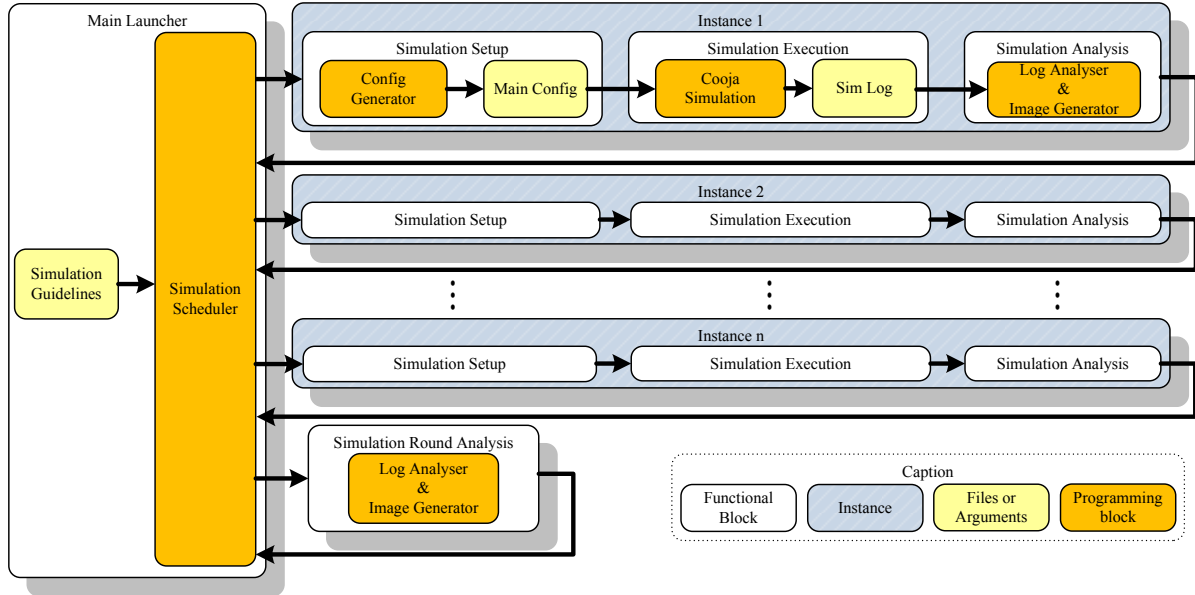 Main Launcher
Simulation
Guidelines
Simulation
Scheduler
Instance 1
Simulation Setup
Config
Generator
Main Config
Simulation Execution
Cooja
Simulation
Sim Log
Simulation Analysis
Log Analyser
&
Image Generator
Instance 2
Simulation Setup
Simulation Execution
Simulation Analysis
Instance n
Simulation Setup
Simulation Execution
Simulation Analysis
Simulation Round Analysis
Log Analyser
&
Image Generator
Caption
Functional
Block
Instance
Files or
Arguments
Programming
block